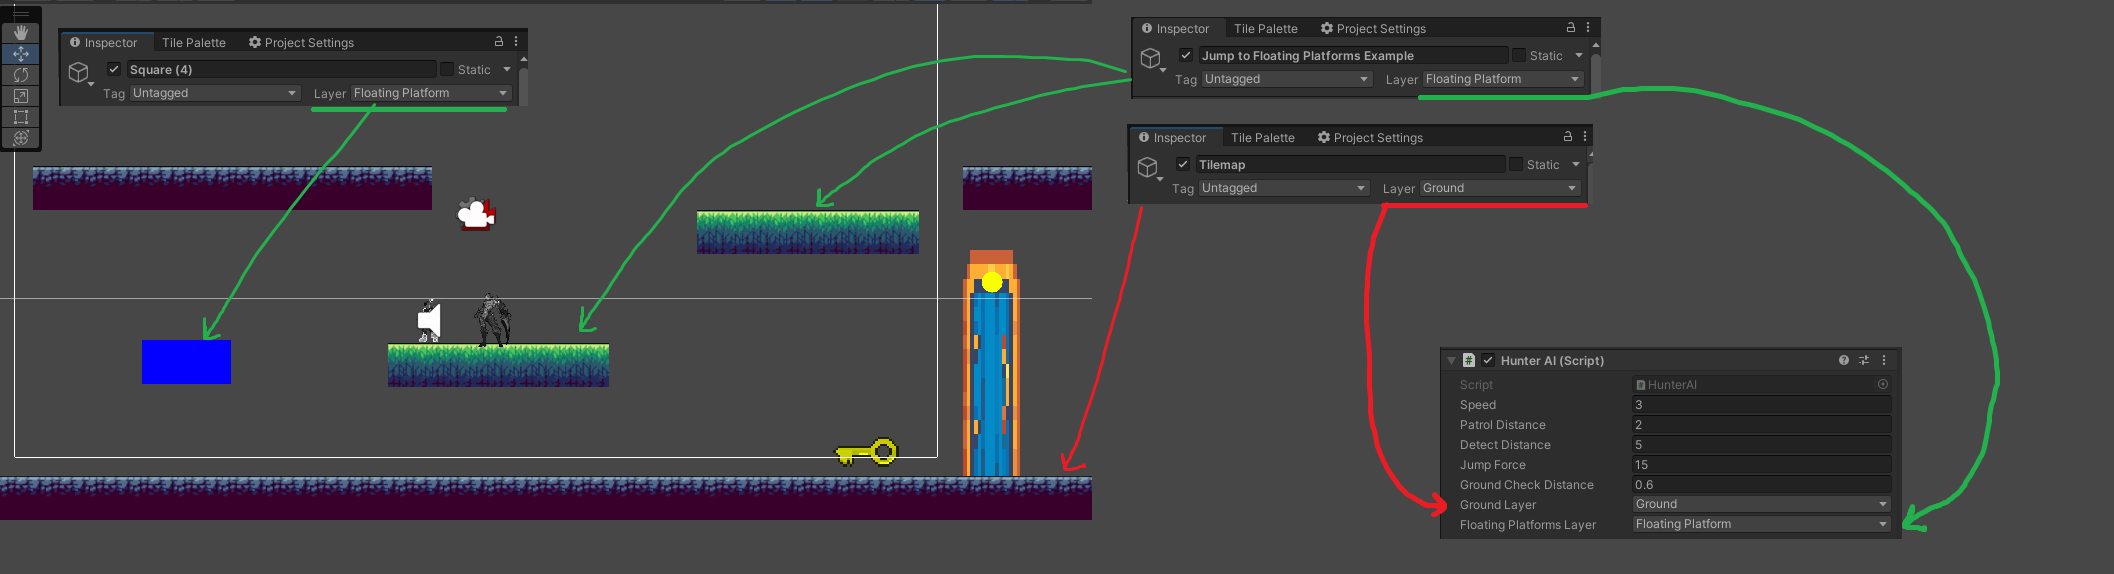 Inspector Tile Palette Project Settings
Square (4) Static
Tag Untagged Layer Floating Platform
Inspector Tile Palette Project Settings
Jump to Floating Platforms Example Static
Tag Untagged Layer Floating Platform
Inspector Tile Palette Project Settings
Tilemap Static
Tag Untagged Layer Ground
# Hunter AI (Script)
Script # HunterAI
Speed 3
Patrol Distance 2
Detect Distance 5
Jump Force 15
Ground Check Distance 0.6
Ground Layer Ground
Floating Platforms Layer Floating Platform